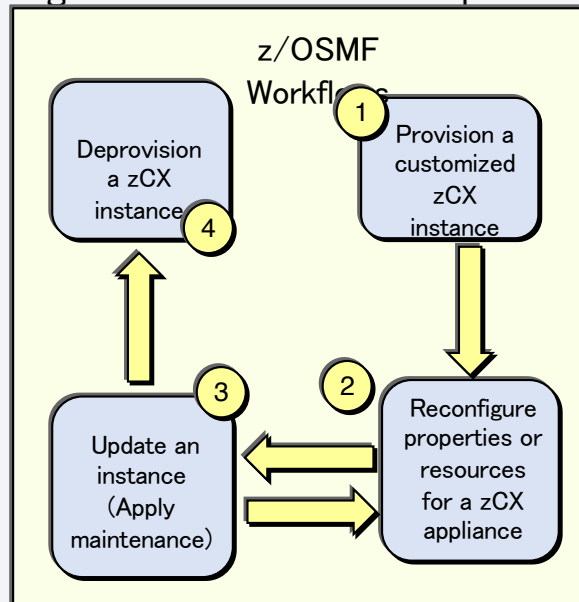 z/OSMF
Workflows
1
Provision a
customized
zCX
instance
2
Reconfigure
properties or
resources
for a zCX
appliance
3
Update an
instance
(Apply
maintenance)
4
Deprovision
a zCX
instance